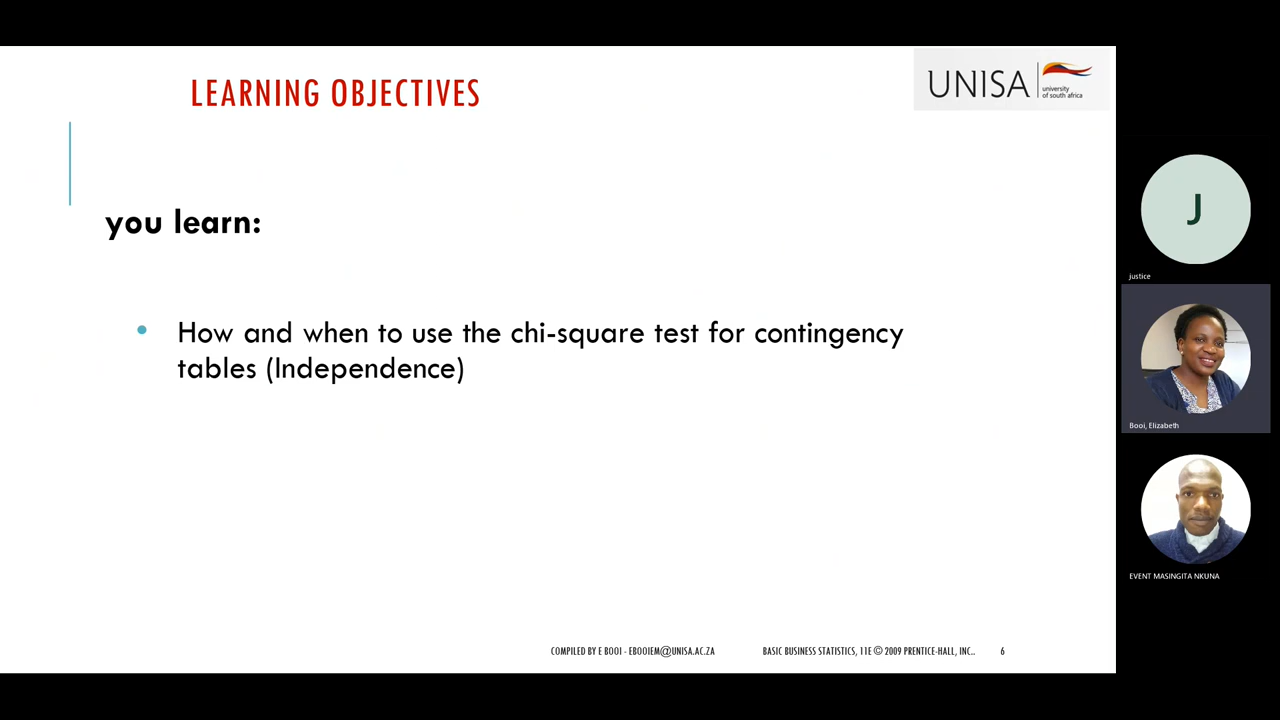 LEARNING OBJECTIVES
UNISA
university
of south africa
you learn:
• How and when to use the chi-square test for contingency
tables (Independence)
COMPILED BY E BOOI - EBOOIEM@UNISA.AC.ZA
BASIC BUSINESS STATISTICS, 11E © 2009 PRENTICE-HALL, INC..
6
J
justice
Booi, Elizabeth
EVENT MASINGITA NKUNA